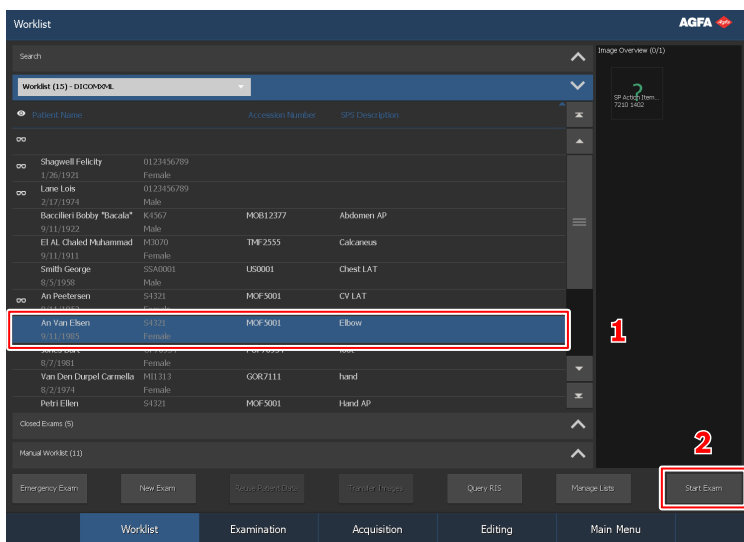 Worklist
AGFA
Search
Image Overview (0/1)
Worklist (15) - DICOMXML
SP Action Item...
7210 1402
?
Patient Name Accession Number SPS Description
Shagwell Felicity 0123456789
1/26/1921 Female
Lane Lois 0123456789
2/17/1974 Male
Baccilieri Bobby "Bacala" K4567 MOB12377 Abdomen AP
9/11/1922 Male
El AL Chaled Muhammad M3070 TMF2555 Calcaneus
9/11/1911 Female
Smith George SSA0001 US0001 Chest LAT
8/5/1958 Male
An Peetersen S4321 MOF5001 CV LAT
An Van Elsen S4321 MOF5001 Elbow
9/11/1985 Female
1
8/7/1981 Female
Van Den Durpel Carmella MI1313 GOR7111 hand
8/2/1974 Female
Petri Ellen S4321 MOF5001 Hand AP
Closed Exams (5)
Manual Worklist (11)
2
Emergency Exam New Exam Reuse Patient Data Transfer Images Query RIS Manage Lists Start Exam
Worklist Examination Acquisition Editing Main Menu